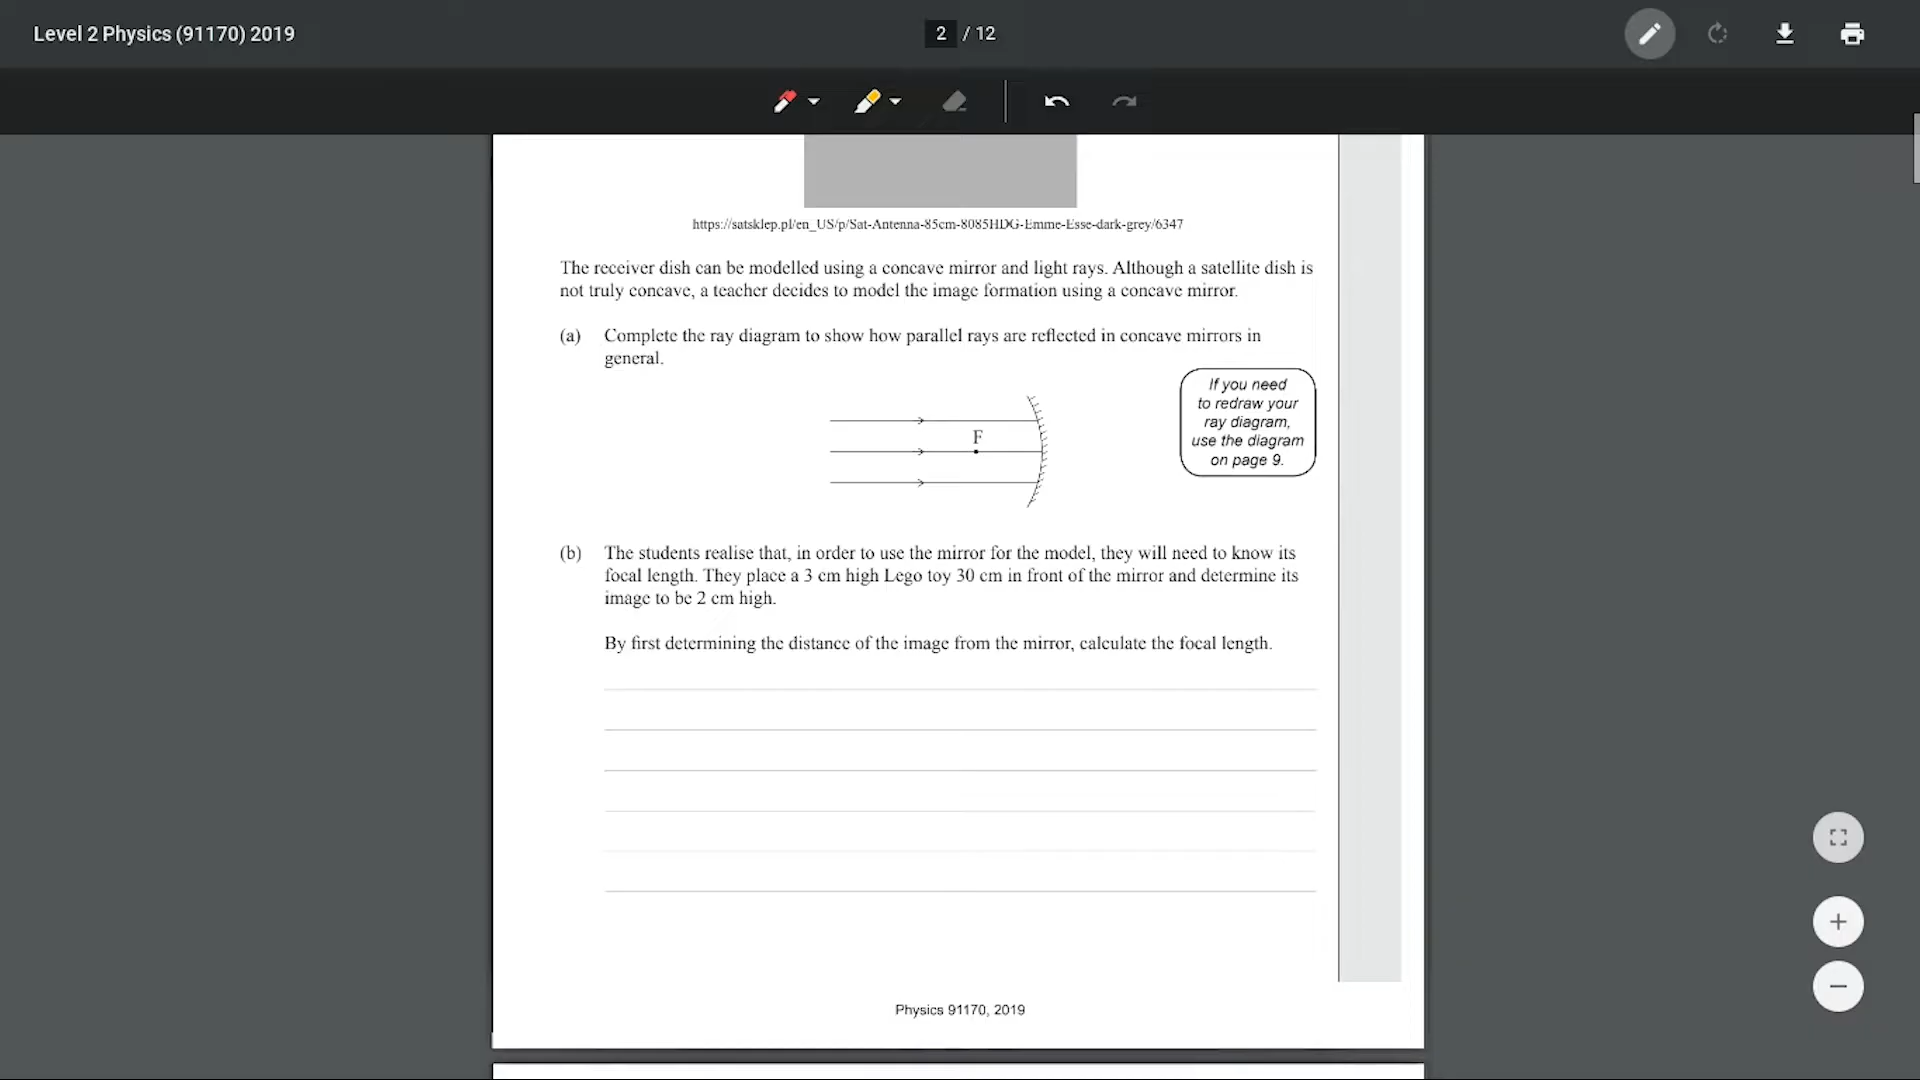 Level 2 Physics (91170) 2019
2 / 12
https://satsklep.pl/en_US/p/Sat-Antenna-85cm-8085HDG-Emme-Esse-dark-grey/6347
The receiver dish can be modelled using a concave mirror and light rays. Although a satellite dish is
not truly concave, a teacher decides to model the image formation using a concave mirror.
(a) Complete the ray diagram to show how parallel rays are reflected in concave mirrors in
general.
If you need
to redraw your
ray diagram,
use the diagram
on page 9.
F
(b) The students realise that, in order to use the mirror for the model, they will need to know its
focal length. They place a 3 cm high Lego toy 30 cm in front of the mirror and determine its
image to be 2 cm high.
By first determining the distance of the image from the mirror, calculate the focal length.
Physics 91170, 2019